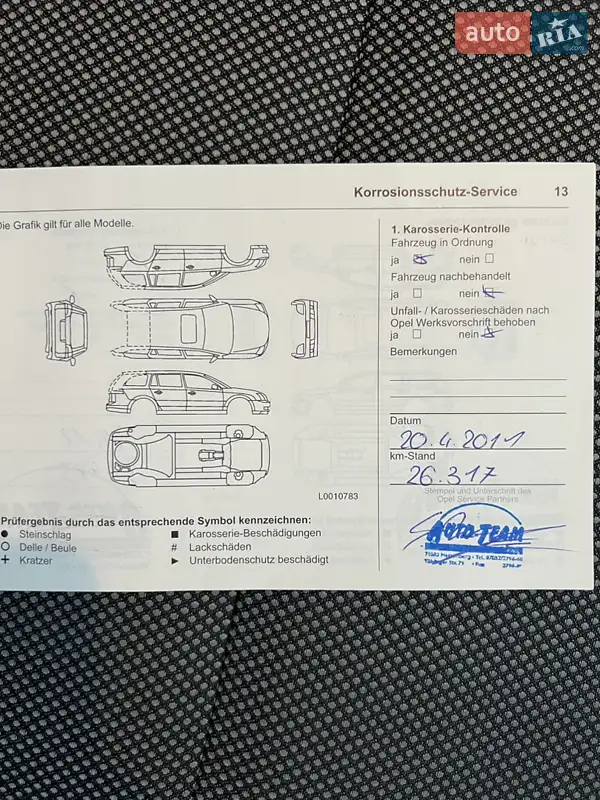 auto RIA .com
Korrosionsschutz-Service 13
Die Grafik gilt für alle Modelle.
L0010783
Prüfergebnis durch das entsprechende Symbol kennzeichnen:
● Steinschlag
○ Delle / Beule
+ Kratzer
■ Karosserie-Beschädigungen
# Lackschäden
► Unterbodenschutz beschädigt
1. Karosserie-Kontrolle
Fahrzeug in Ordnung
ja nein
Fahrzeug nachbehandelt
ja nein
Unfall- / Karosserieschäden nach
Opel Werksvorschrift behoben
ja nein
Bemerkungen
Datum
20.4.2011
km-Stand
26.317
Stempel und Unterschrift des
Opel Service Partners
AUTO-TEAM